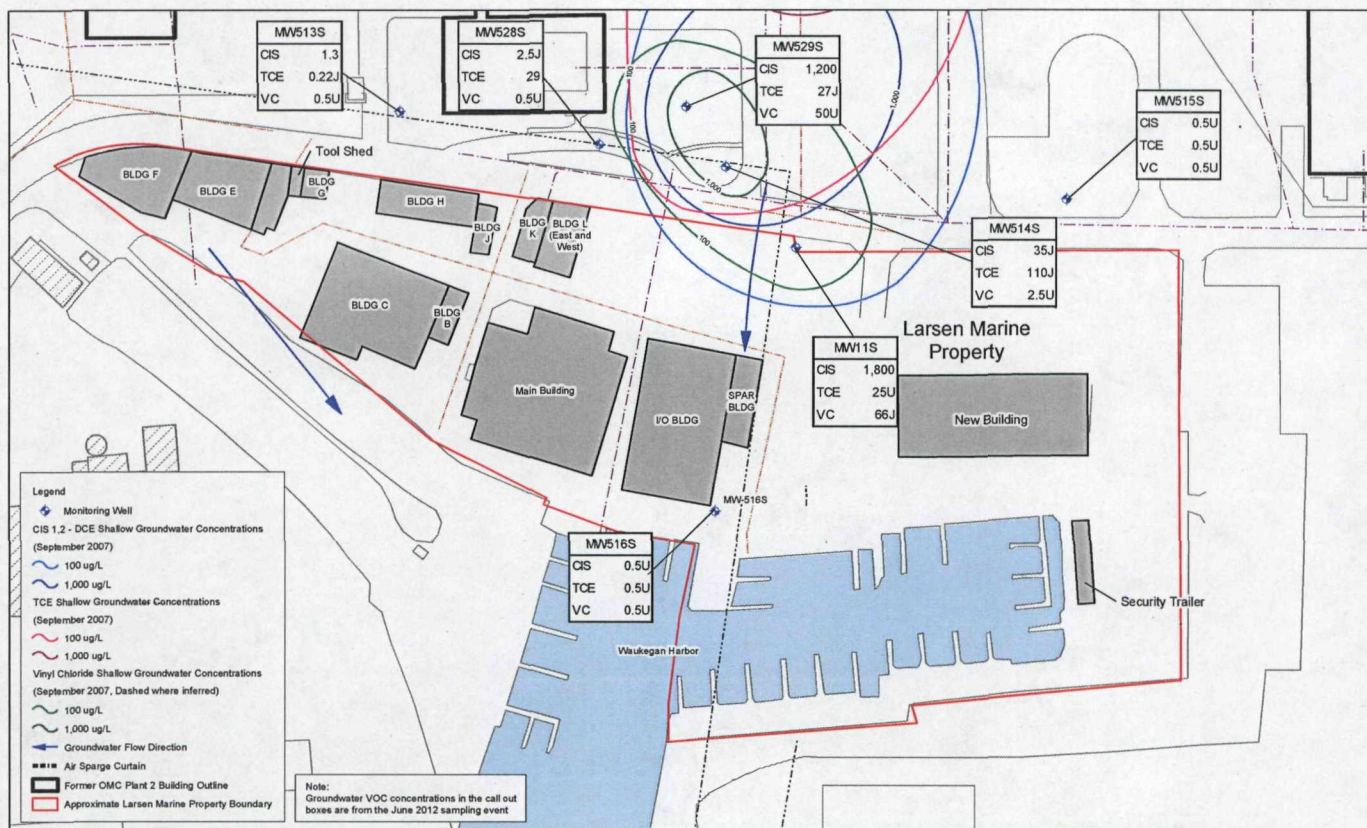 MW513S
CIS 1.3
TCE 0.22J
VC 0.5U
MW528S
CIS 2.5J
TCE 29
VC 0.5U
MW529S
CIS 1,200
TCE 27J
VC 50U
MW515S
CIS 0.5U
TCE 0.5U
VC 0.5U
100
1,000
100
1,000
100
Tool Shed
BLDG F
BLDG E
BLDG
G
BLDG H
BLDG
J
BLDG
K
BLDG L
(East and
West)
MW514S
CIS 35J
TCE 110J
VC 2.5U
BLDG C
BLDG
B
Larsen Marine
Property
MW11S
CIS 1,800
TCE 25U
VC 66J
Main Building
I/O BLDG
SPAR
BLDG
New Building
MW-516S
MW516S
CIS 0.5U
TCE 0.5U
VC 0.5U
Security Trailer
Waukegan Harbor
Legend
Monitoring Well
CIS 1,2 - DCE Shallow Groundwater Concentrations
(September 2007)
100 ug/L
1,000 ug/L
TCE Shallow Groundwater Concentrations
(September 2007)
100 ug/L
1,000 ug/L
Vinyl Chloride Shallow Groundwater Concentrations
(September 2007, Dashed where inferred)
100 ug/L
1,000 ug/L
Groundwater Flow Direction
Air Sparge Curtain
Former OMC Plant 2 Building Outline
Approximate Larsen Marine Property Boundary
Note:
Groundwater VOC concentrations in the call out
boxes are from the June 2012 sampling event